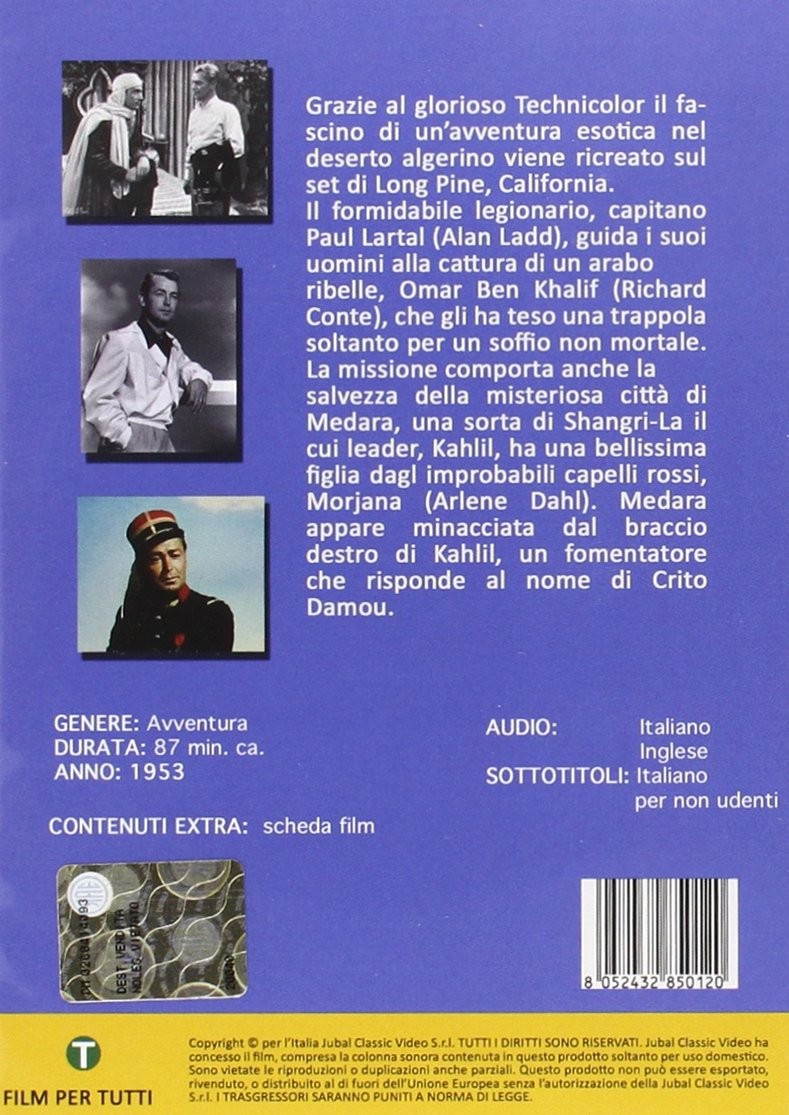 Grazie al glorioso Technicolor il fa-
scino di un'avventura esotica nel
deserto algerino viene ricreato sul
set di Long Pine, California.
Il formidabile legionario, capitano
Paul Lartal (Alan Ladd), guida i suoi
uomini alla cattura di un arabo
ribelle, Omar Ben Khalif (Richard
Conte), che gli ha teso una trappola
soltanto per un soffio non mortale.
La missione comporta anche la
salvezza della misteriosa città di
Medara, una sorta di Shangri-La il
cui leader, Kahlil, ha una bellissima
figlia dagl improbabili capelli rossi,
Morjana (Arlene Dahl). Medara
appare minacciata dal braccio
destro di Kahlil, un fomentatore
che risponde al nome di Crito
Damou.
GENERE: Avventura
DURATA: 87 min. ca.
ANNO: 1953
CONTENUTI EXTRA: scheda film
AUDIO: Italiano
Inglese
SOTTOTITOLI: Italiano
per non udenti
DEST. VENDITA
NOLEG. VIETATO
8 052432 850120
T
FILM PER TUTTI
Copyright © per l'Italia Jubal Classic Video S.r.l. TUTTI I DIRITTI SONO RISERVATI. Jubal Classic Video ha
concesso il film, compresa la colonna sonora contenuta in questo prodotto soltanto per uso domestico.
Sono vietate le riproduzioni o duplicazioni anche parziali. Questo prodotto non può essere esportato,
rivenduto, o distribuito al di fuori dell'Unione Europea senza l'autorizzazione della Jubal Classic Video
S.r.l. I TRASGRESSORI SARANNO PUNITI A NORMA DI LEGGE.